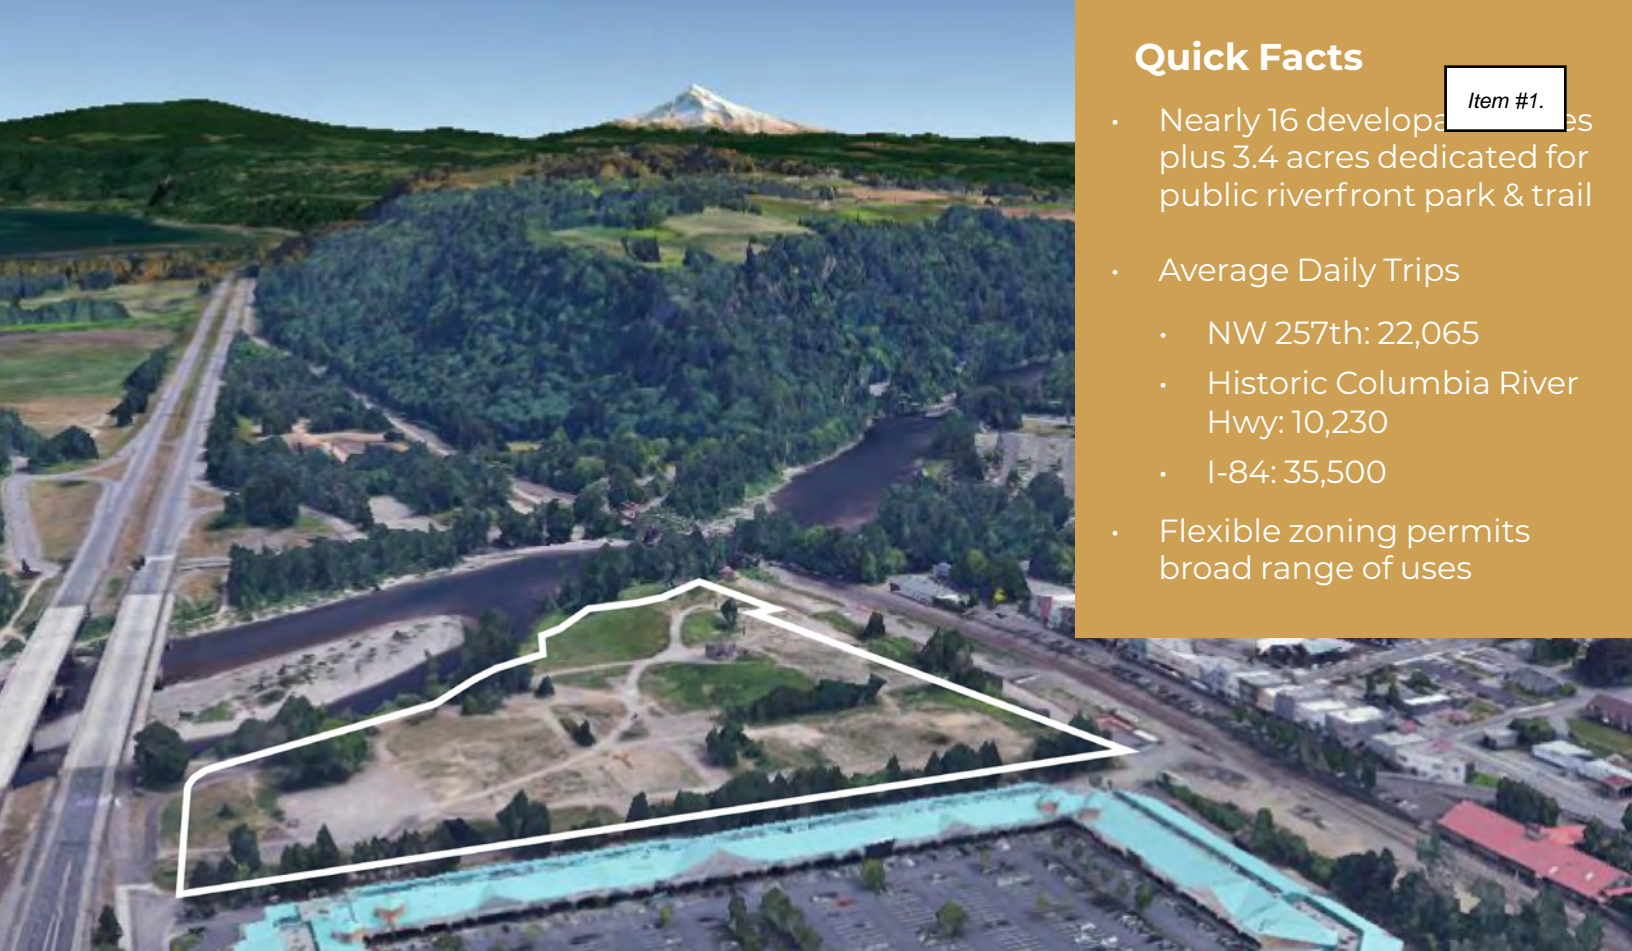 Quick Facts
Item #1.
• Nearly 16 
plus 3.4 acres dedicated for
public riverfront park & trail
• Average Daily Trips
• NW 257th: 22,065
• Historic Columbia River
Hwy: 10,230
• I-84: 35,500
• Flexible zoning permits
broad range of uses